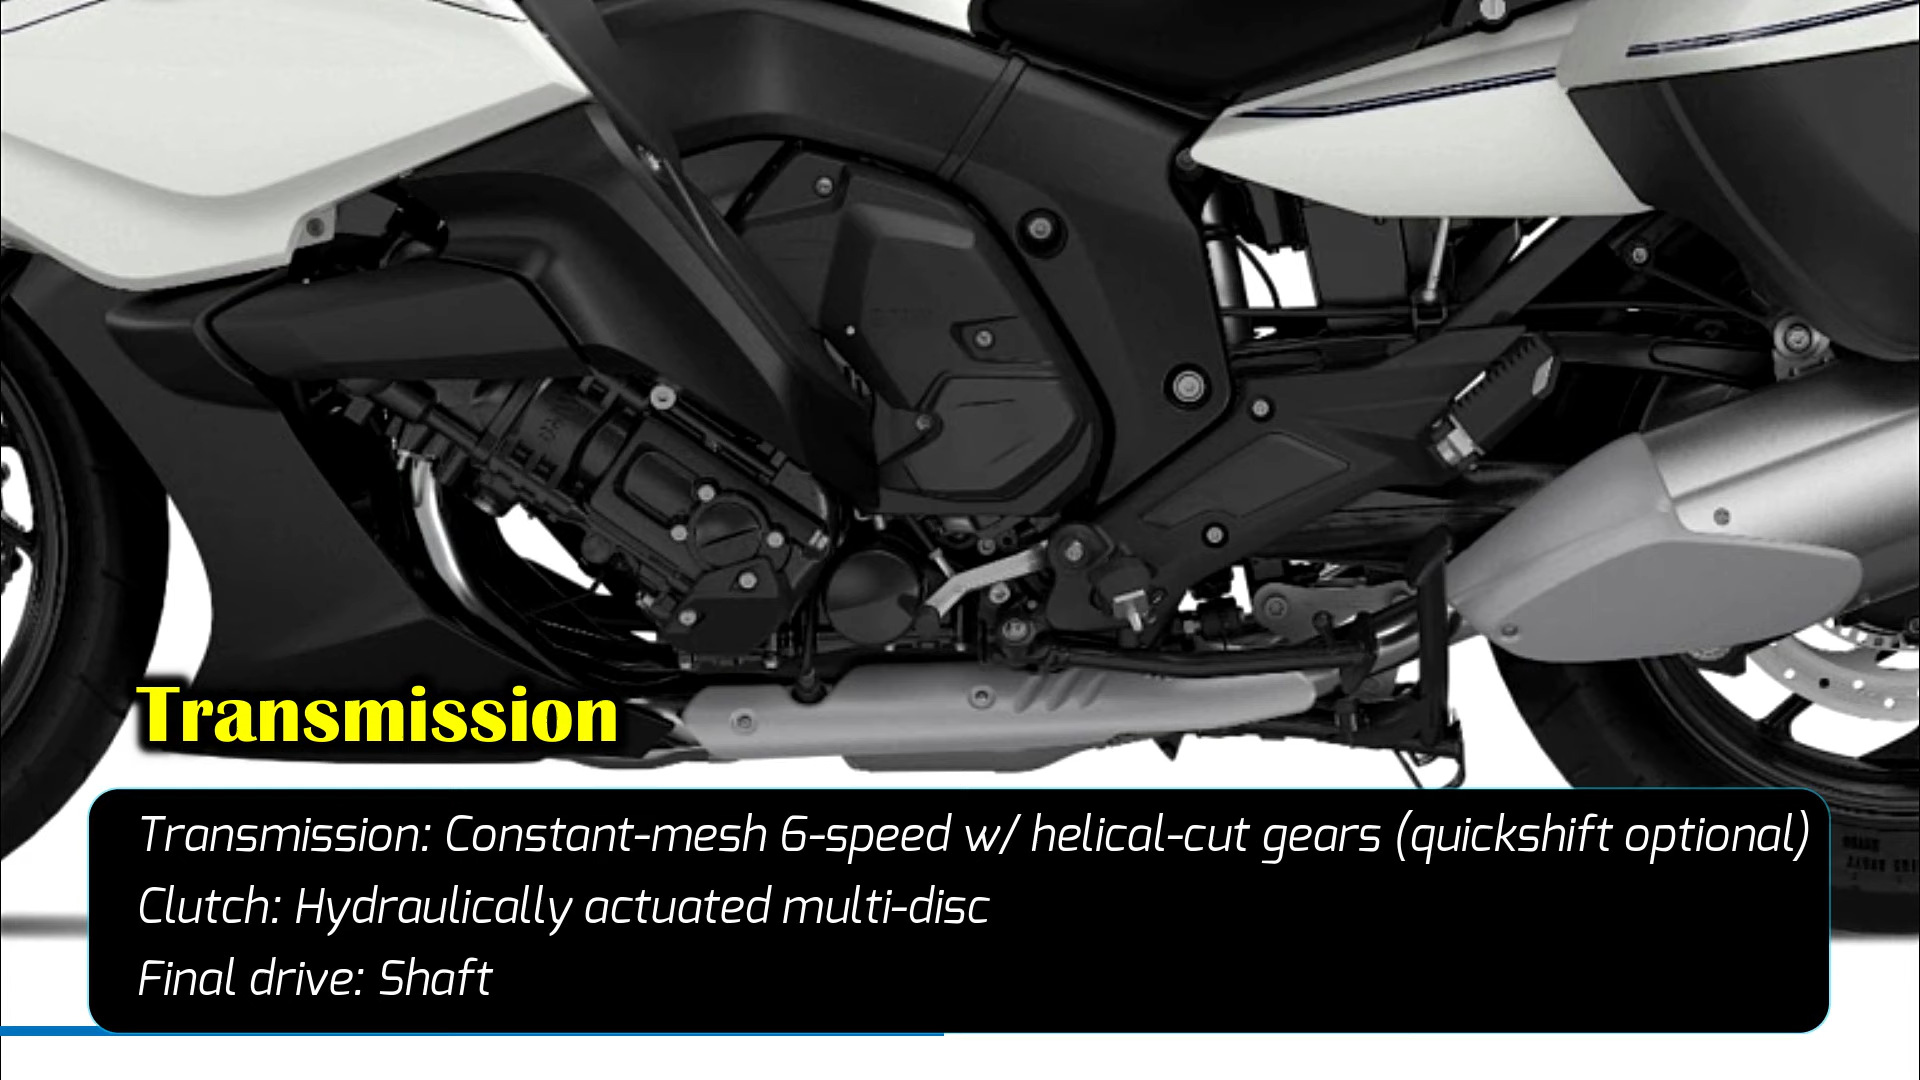 Transmission
Transmission: Constant-mesh 6-speed w/ helical-cut gears (quickshift optional)
Clutch: Hydraulically actuated multi-disc
Final drive: Shaft